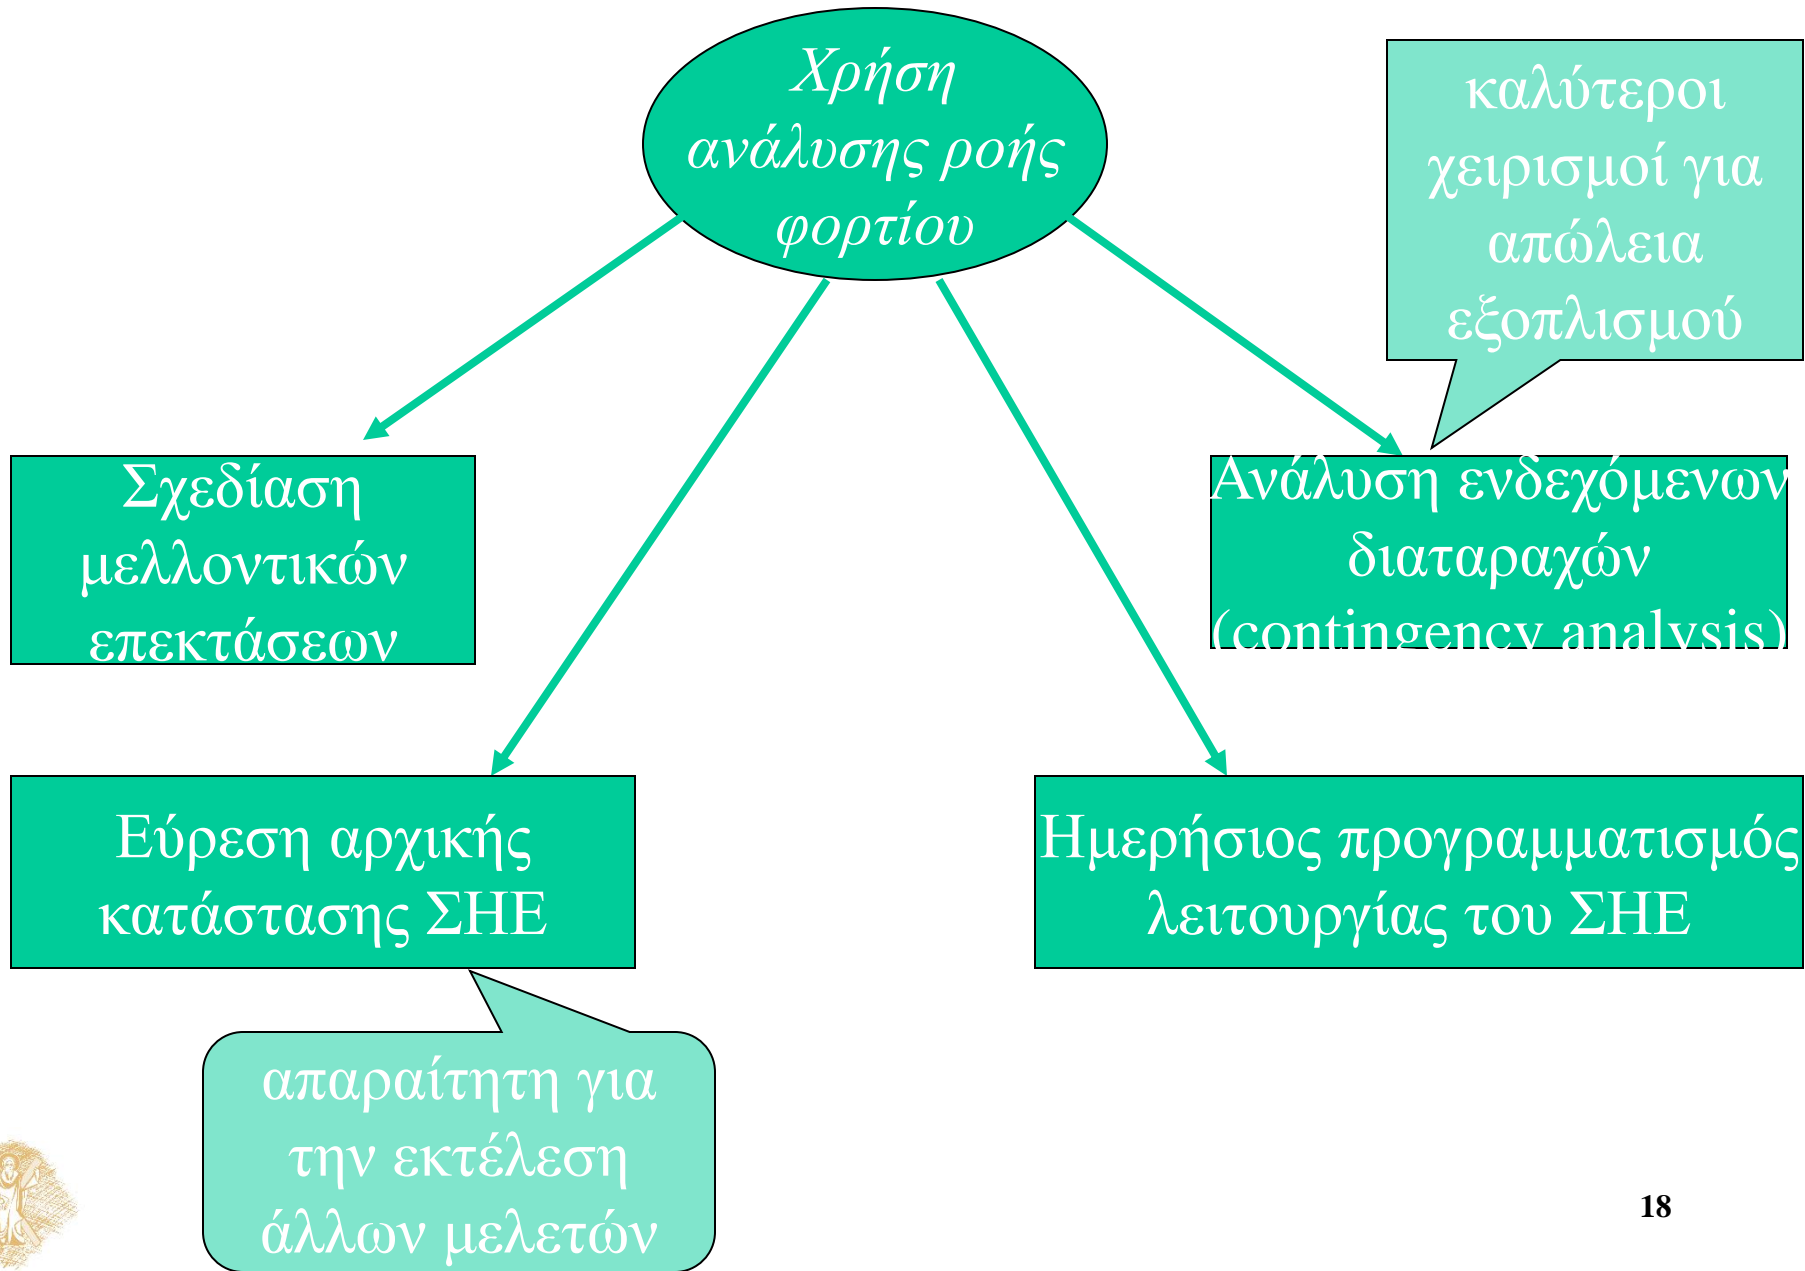 Χρήση
ανάλυσης ροής
φορτίου
καλύτεροι
χειρισμοί για
απώλεια
εξοπλισμού
Σχεδίαση
μελλοντικών
επεκτάσεων
Ανάλυση ενδεχόμενων
διαταραχών
(contingency analysis)
Εύρεση αρχικής
κατάστασης ΣΗΕ
Ημερήσιος προγραμματισμός
λειτουργίας του ΣΗΕ
απαραίτητη για
την εκτέλεση
άλλων μελετών
18